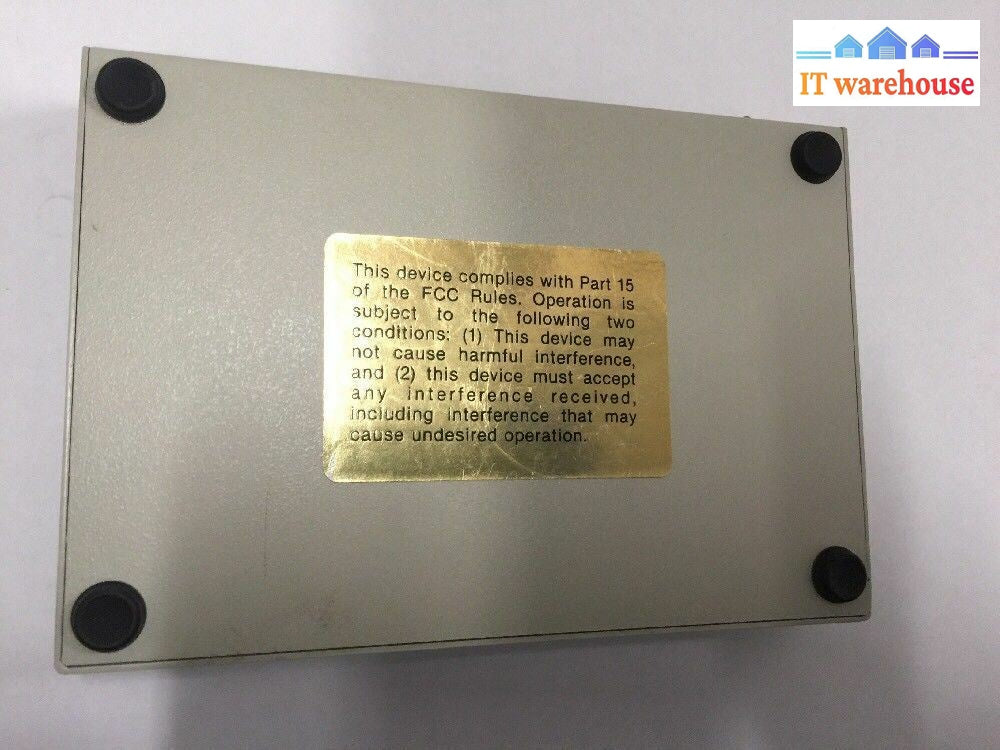 IT warehouse
This device complies with Part 15
of the FCC Rules. Operation is
subject to the following two
conditions: (1) This device may
not cause harmful interference,
and (2) this device must accept
any interference received,
including interference that may
cause undesired operation.